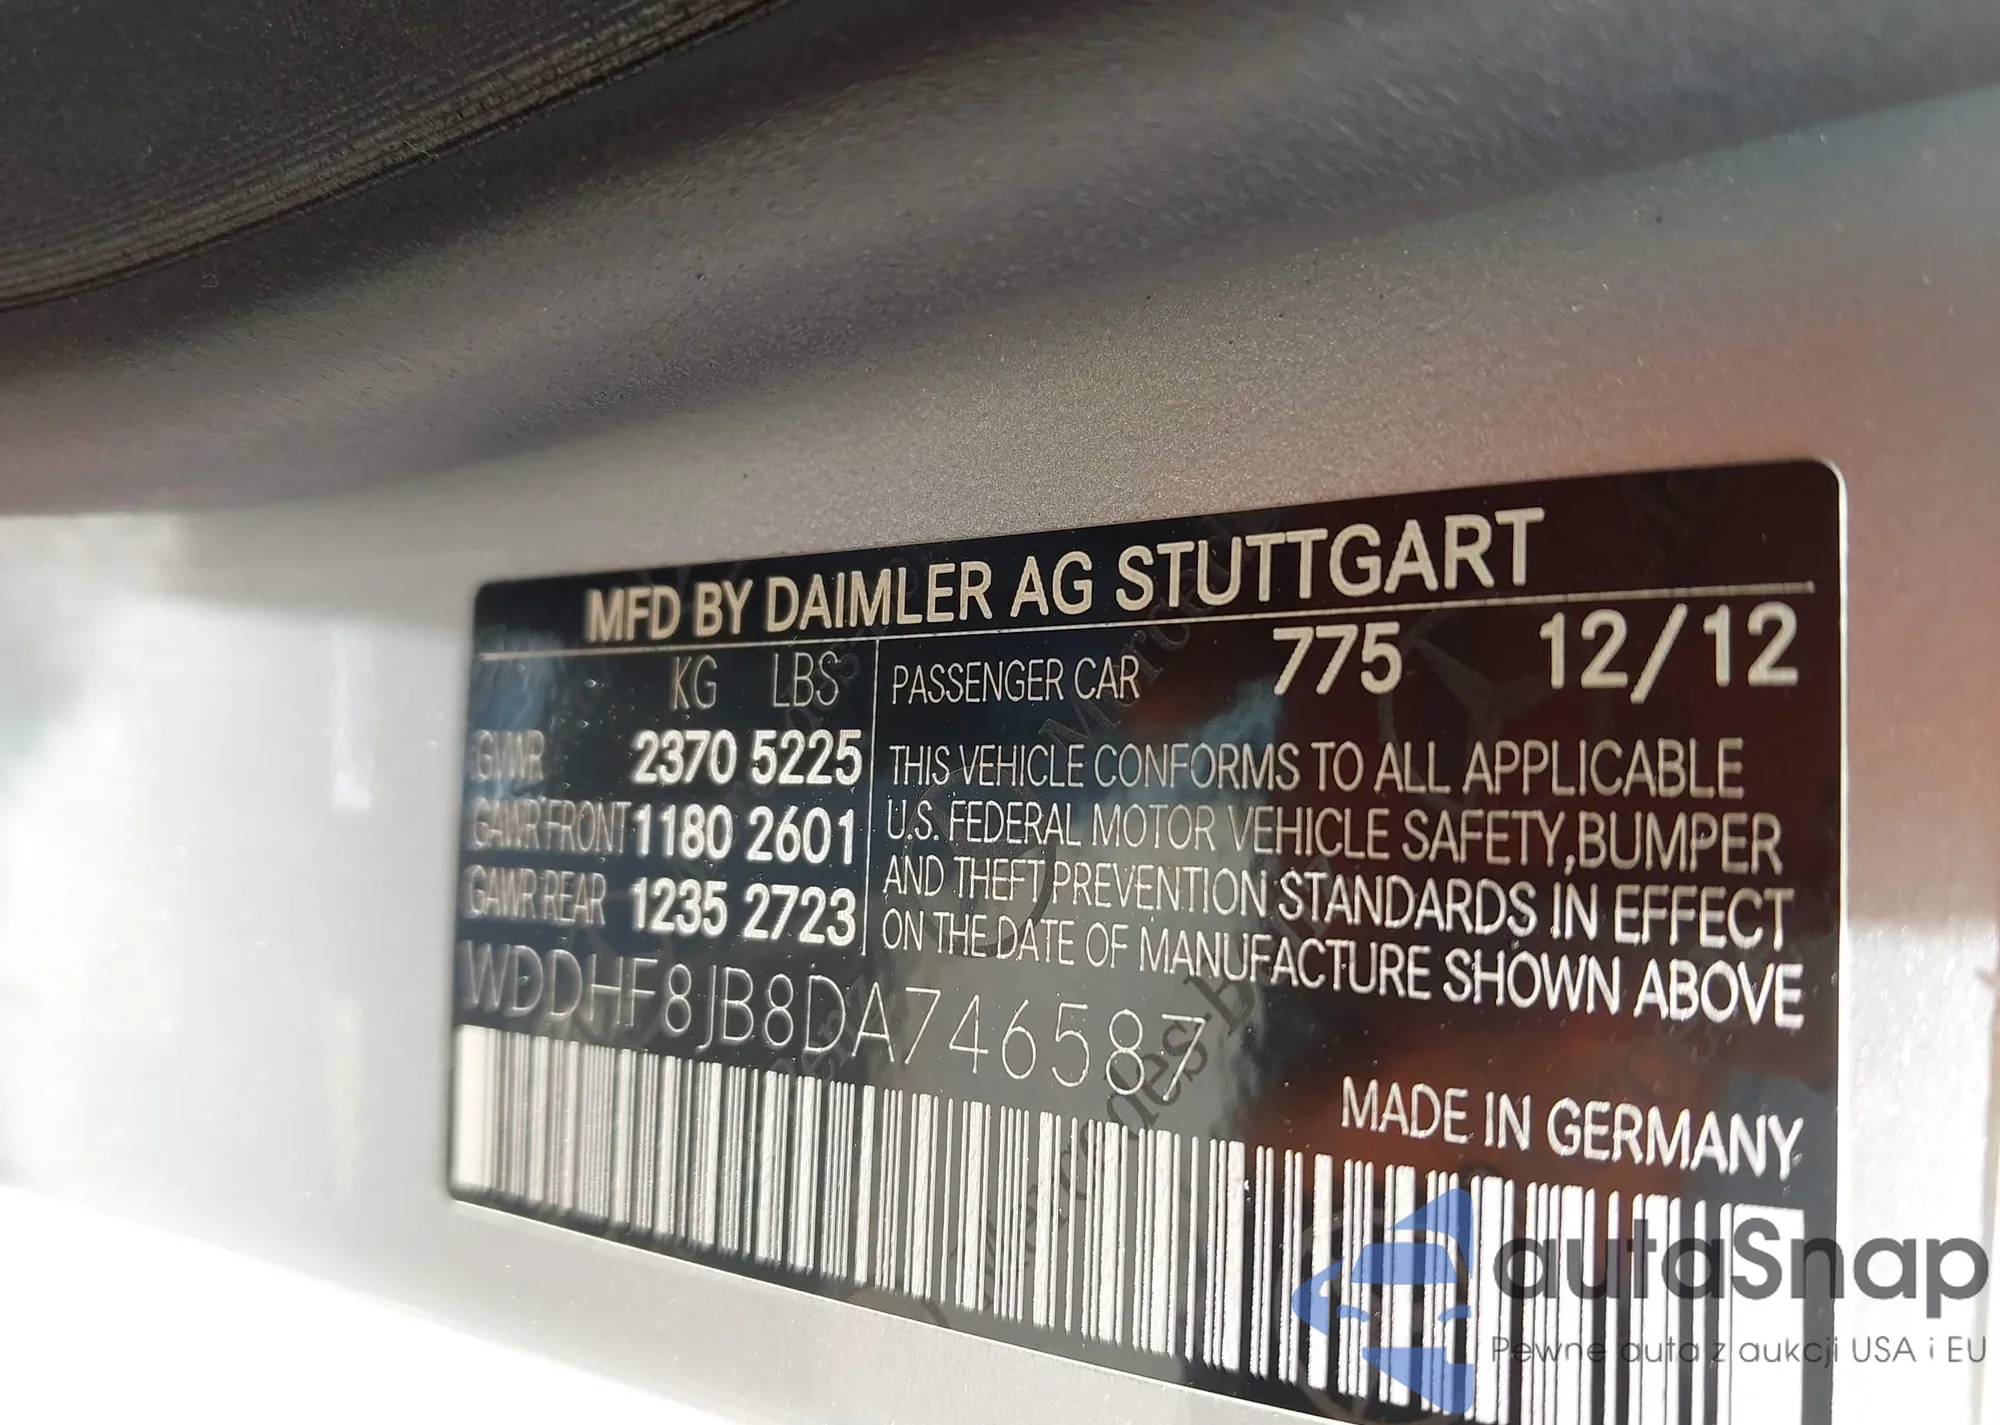 MFD BY DAIMLER AG STUTTGART
KG LBS
GVWR 2370 5225
GAWR FRONT 1180 2601
GAWR REAR 1235 2723
PASSENGER CAR 775 12/12
THIS VEHICLE CONFORMS TO ALL APPLICABLE
U.S. FEDERAL MOTOR VEHICLE SAFETY,BUMPER
AND THEFT PREVENTION STANDARDS IN EFFECT
ON THE DATE OF MANUFACTURE SHOWN ABOVE
WDDHF8JB8DA746587
MADE IN GERMANY
autaSnap
Pewne auta z aukcji USA i EU